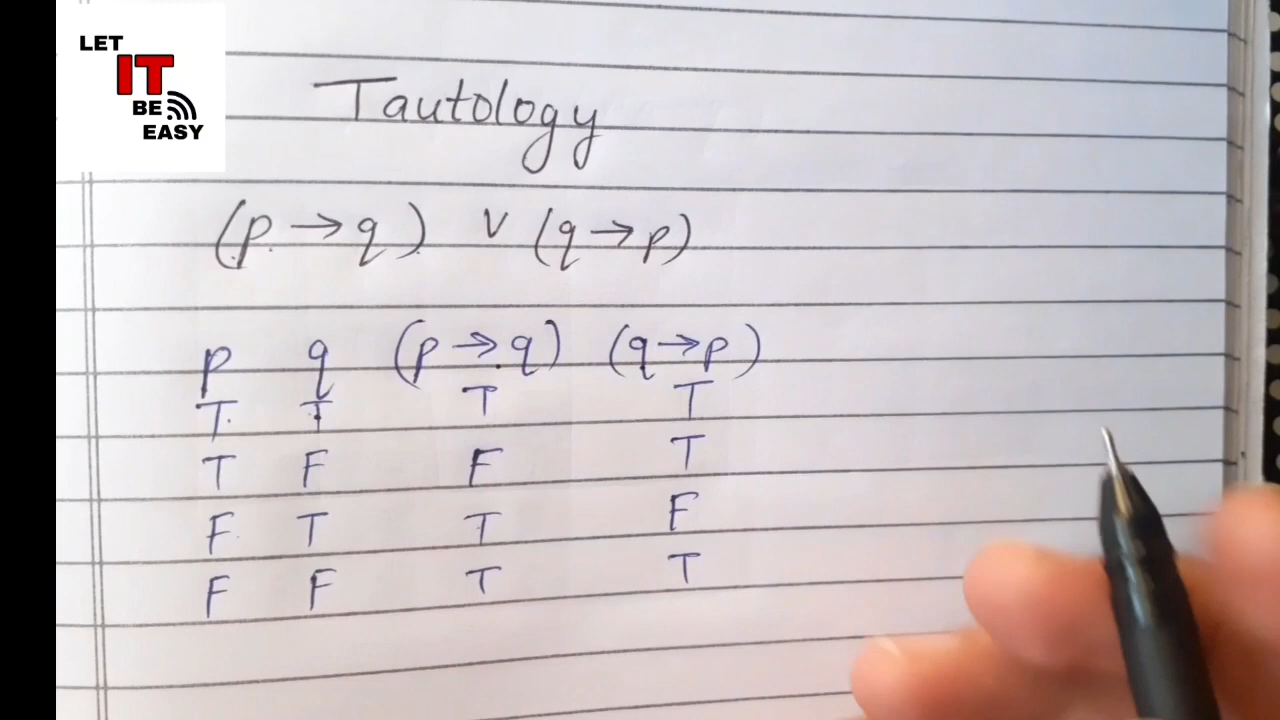 LET
IT
BE
EASY
Tautology
(p → q) ∨ (q → p)
p q (p → q) (q → p)
T T T T
T F F T
F T T F
F F T T